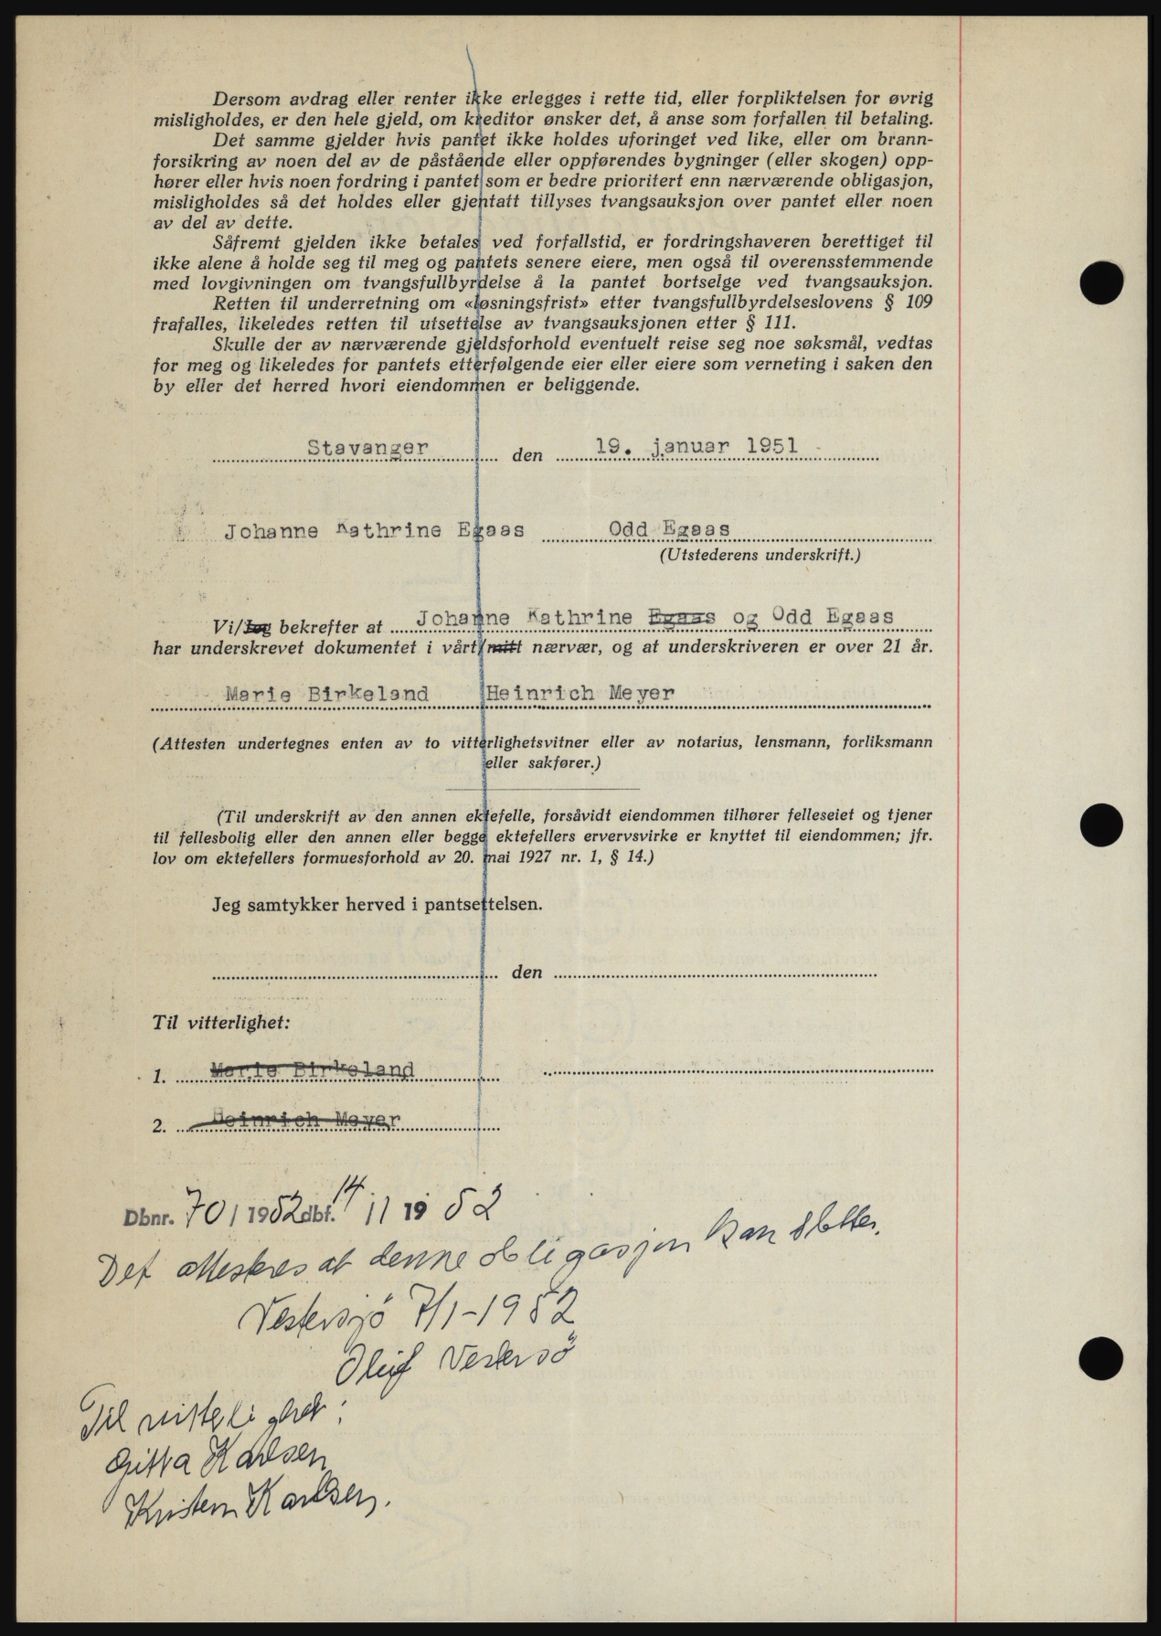 Dersom avdrag eller renter ikke erlegges i rette tid, eller forpliktelsen for øvrig
misligholdes, er den hele gjeld, om kreditor ønsker det, å anse som forfallen til betaling.
Det samme gjelder hvis pantet ikke holdes uforinget ved like, eller om brann-
forsikring av noen del av de påstående eller oppførendes bygninger (eller skogen) opp-
hører eller hvis noen fordring i pantet som er bedre prioritert enn nærværende obligasjon,
misligholdes så det holdes eller gjentatt tillyses tvangsauksjon over pantet eller noen
av del av dette.
Såfremt gjelden ikke betales ved forfallstid, er fordringshaveren berettiget til
ikke alene å holde seg til meg og pantets senere eiere, men også til overensstemmende
med lovgivningen om tvangsfullbyrdelse å la pantet bortselge ved tvangsauksjon.
Retten til underretning om «løsningsfrist» etter tvangsfullbyrdelseslovens § 109
frafalles, likeledes retten til utsettelse av tvangsauksjonen etter § 111.
Skulle der av nærværende gjeldsforhold eventuelt reise seg noe søksmål, vedtas
for meg og likeledes for pantets etterfølgende eier eller eiere som verneting i saken den
by eller det herred hvori eiendommen er beliggende.
Stavanger den 19. januar 1951
Johanne Kathrine Egaas Odd Egaas
(Utstederens underskrift.)
Vi/Jeg bekrefter at Johanne Kathrine Egaas og Odd Egaas
har underskrevet dokumentet i vårt/mitt nærvær, og at underskriveren er over 21 år.
Marie Birkeland Heinrich Meyer
(Attesten undertegnes enten av to vitterlighetsvitner eller av notarius, lensmann, forliksmann
eller sakfører.)
(Til underskrift av den annen ektefelle, forsåvidt eiendommen tilhører felleseiet og tjener
til fellesbolig eller den annen eller begge ektefellers ervervsvirke er knyttet til eiendommen; jfr.
lov om ektefellers formuesforhold av 20. mai 1927 nr. 1, § 14.)
Jeg samtykker herved i pantsettelsen.
den
Til vitterlighet:
1. Marie Birkeland
2. Heinrich Meyer
Dbnr. 70/1952 dbf. 14/11 1952
Det attesteres at denne obligasjon kan slettes.
Vestersjø 7/1-1952
Oluf Vestersø
Til vitterlighet:
Gitta Karlsen
Kristen Karlsen.